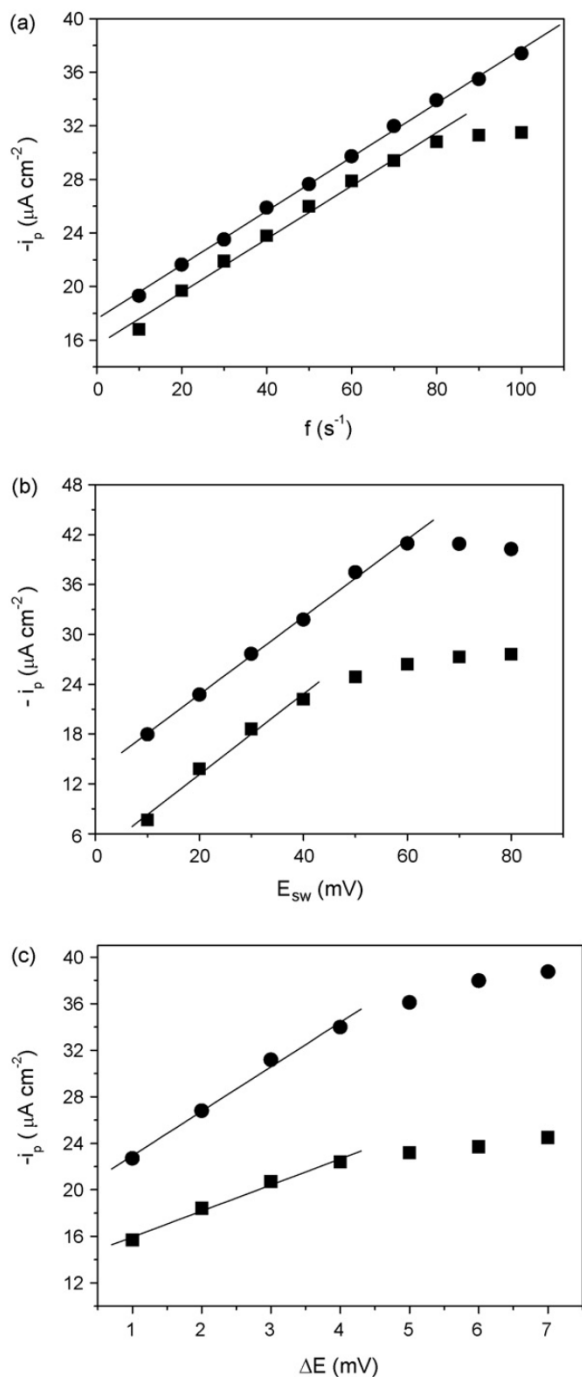 (a)
40
36
32
28
24
20
16
-i_p (μA cm⁻²)
0 20 40 60 80 100
f (s⁻¹)
(b)
48
42
36
30
24
18
12
6
- i_p (μA cm⁻²)
0 20 40 60 80
E_sw (mV)
(c)
40
36
32
28
24
20
16
12
-i_p ( μA cm⁻²)
1 2 3 4 5 6 7
ΔE (mV)